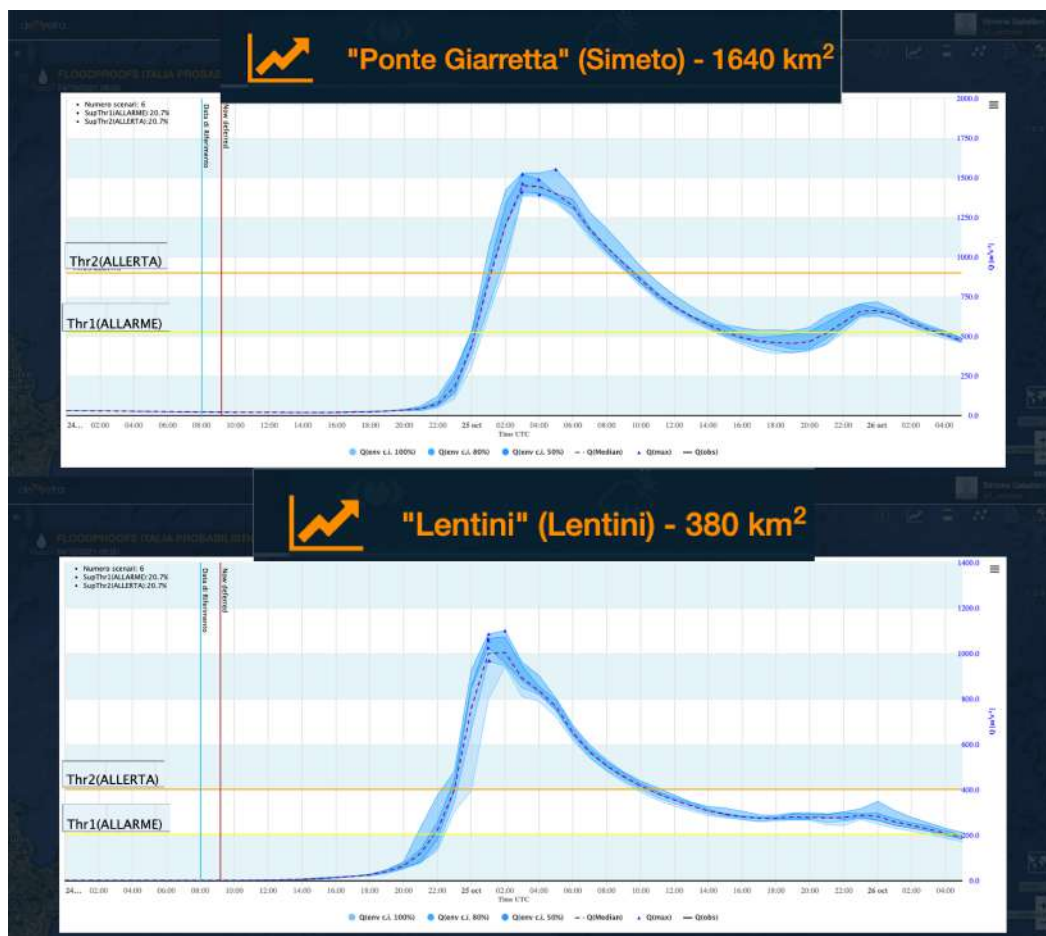 "Ponte Giarretta" (Simeto) - 1640 km²
FLOODPROOFS ITALIA PROBAB
Numero scenari: 6
SupThr1(ALLARME):20.7%
SupThr2(ALLERTA):20.7%
Data di Riferimento
Now deferred
2000.0
1750.0
1500.0
1250.0
1000.0
750.0
500.0
250.0
0.0
Q (m³s⁻¹)
Thr2(ALLERTA)
Thr1(ALLARME)
24... 02:00 04:00 06:00 08:00 10:00 12:00 14:00 16:00 18:00 20:00 22:00 25 oct 02:00 04:00 06:00 08:00 10:00 12:00 14:00 16:00 18:00 20:00 22:00 26 oct 02:00 04:00
Time UTC
Q(env c.i. 100%) Q(env c.i. 80%) Q(env c.i. 50%) Q(Median) Q(max) Q(obs)
"Lentini" (Lentini) - 380 km²
FLOODPROOFS ITALIA PROBABILIS
Numero scenari: 6
SupThr1(ALLARME):20.7%
SupThr2(ALLERTA):20.7%
Data di Riferimento
Now deferred
1400.0
1200.0
1000.0
800.0
600.0
400.0
200.0
0.0
Q (m³s⁻¹)
Thr2(ALLERTA)
Thr1(ALLARME)
24... 02:00 04:00 06:00 08:00 10:00 12:00 14:00 16:00 18:00 20:00 22:00 25 oct 02:00 04:00 06:00 08:00 10:00 12:00 14:00 16:00 18:00 20:00 22:00 26 oct 02:00 04:00
Time UTC
Q(env c.i. 100%) Q(env c.i. 80%) Q(env c.i. 50%) Q(Median) Q(max) Q(obs)